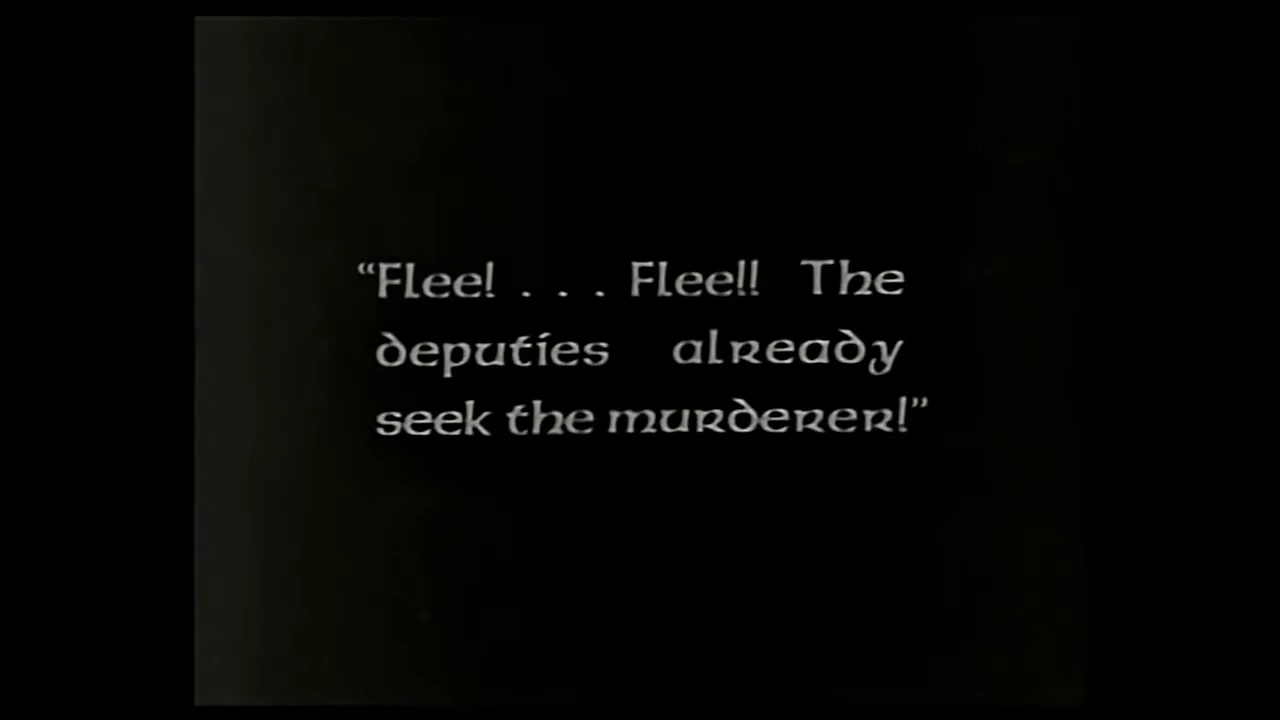 “Flee! . . . Flee!! The
deputies already
seek the murderer!”